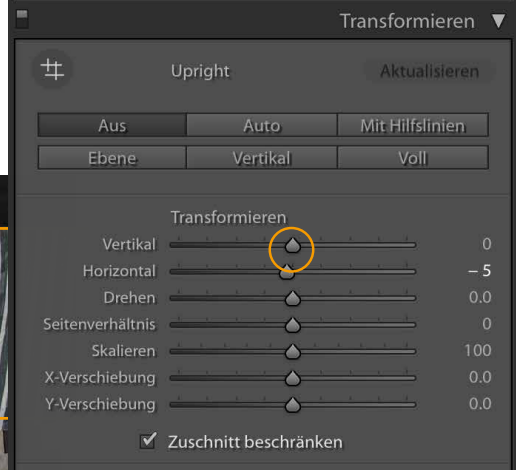 Transformieren ▼
Upright Aktualisieren
Aus Auto Mit Hilfslinien
Ebene Vertikal Voll
Transformieren
Vertikal 0
Horizontal – 5
Drehen 0.0
Seitenverhältnis 0
Skalieren 100
X-Verschiebung 0.0
Y-Verschiebung 0.0
Zuschnitt beschränken